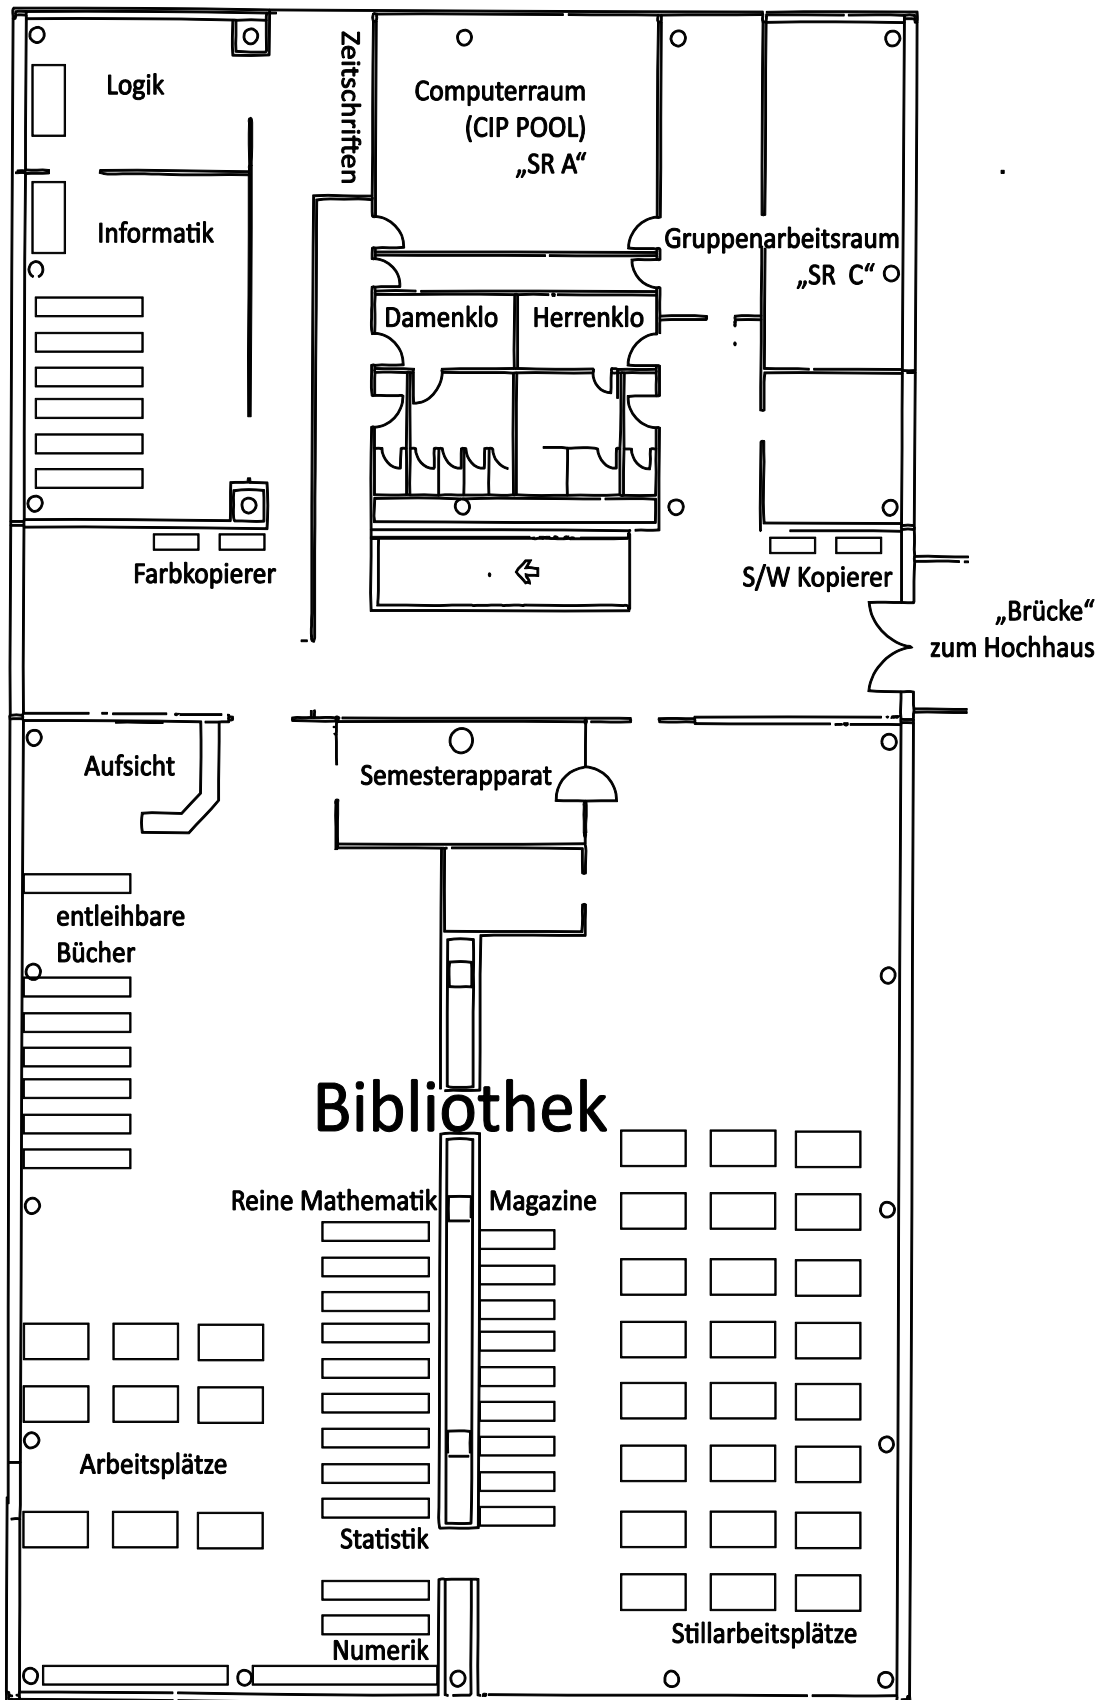 Zeitschriften
Logik
Computerraum
(CIP POOL)
„SR A“
Informatik
Gruppenarbeitsraum
„SR C“
Damenklo
Herrenklo
Farbkopierer
S/W Kopierer
„Brücke“
zum Hochhaus
Aufsicht
Semesterapparat
entleihbare
Bücher
Bibliothek
Reine Mathematik
Magazine
Arbeitsplätze
Statistik
Stillarbeitsplätze
Numerik